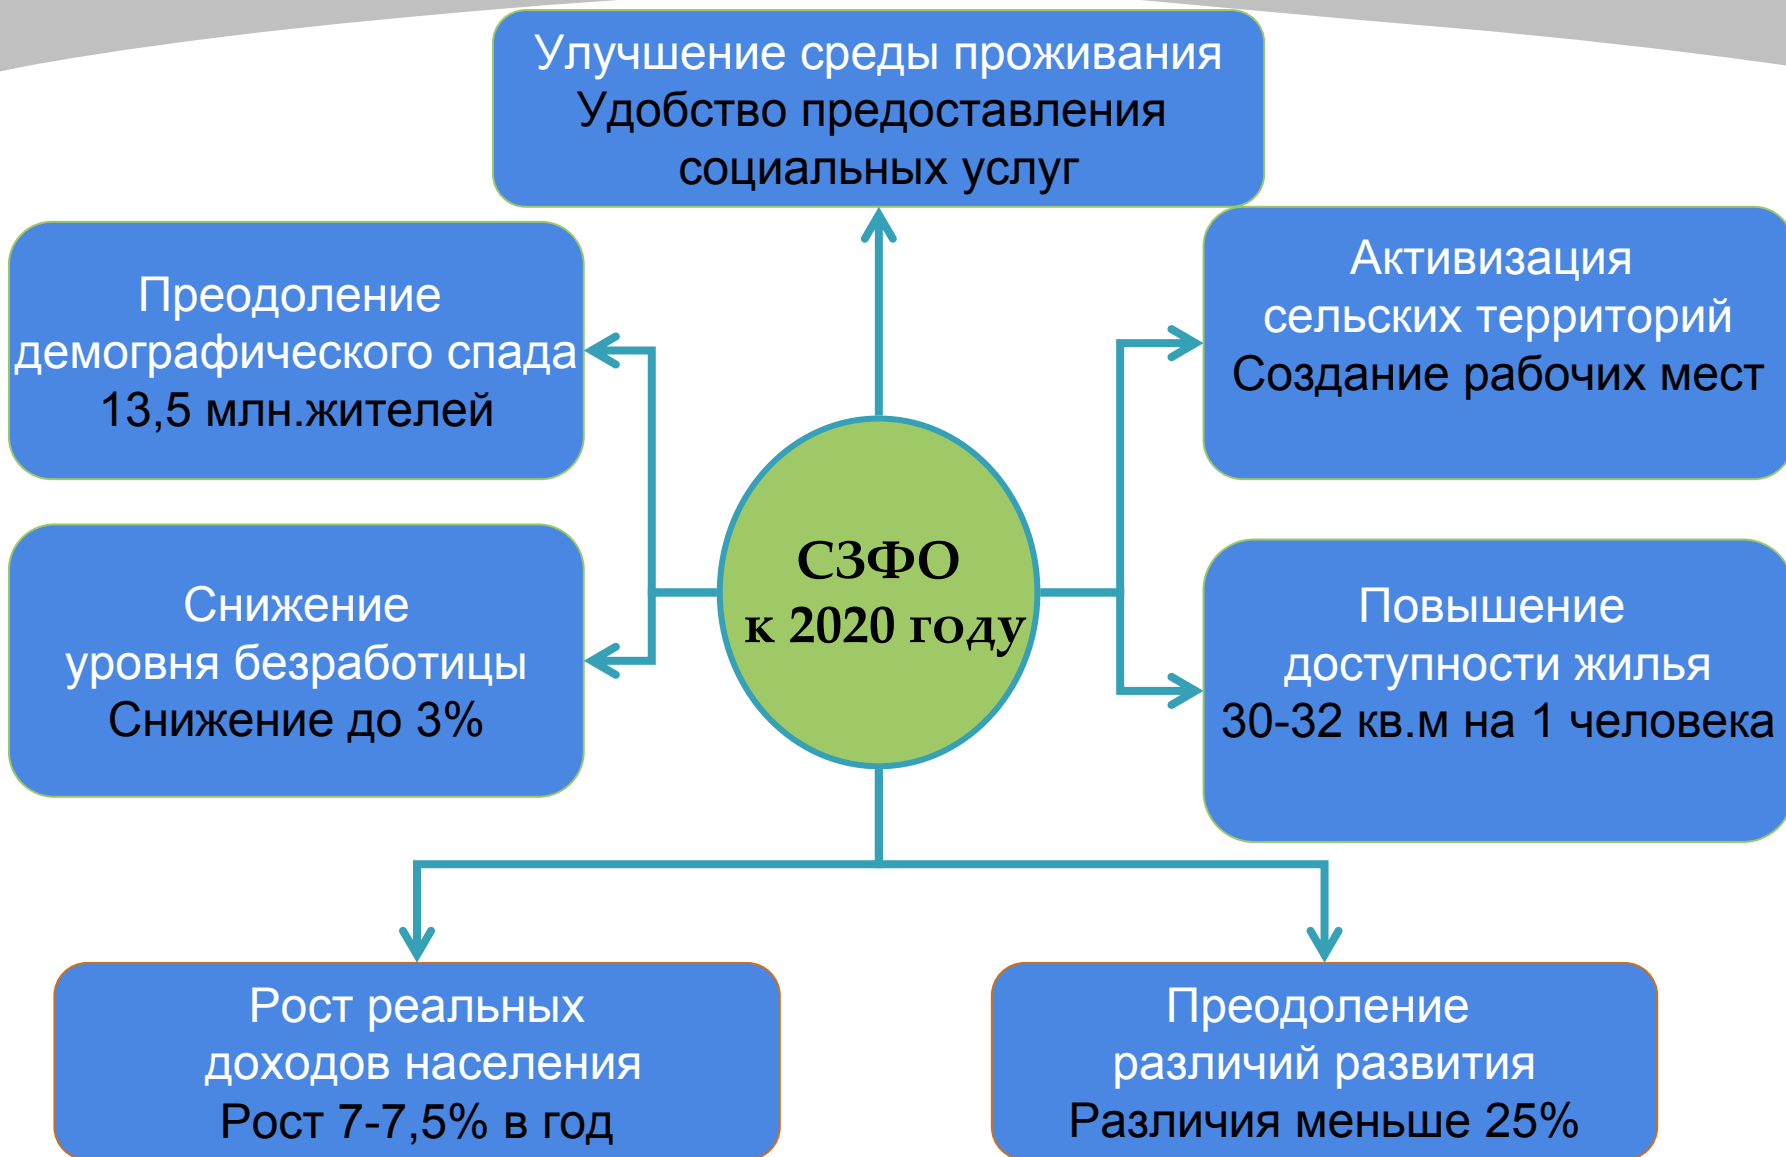 Улучшение среды проживания
Удобство предоставления
социальных услуг
Преодоление
демографического спада
13,5 млн.жителей
Активизация
сельских территорий
Создание рабочих мест
СЗФО
к 2020 году
Снижение
уровня безработицы
Снижение до 3%
Повышение
доступности жилья
30-32 кв.м на 1 человека
Рост реальных
доходов населения
Рост 7-7,5% в год
Преодоление
различий развития
Различия меньше 25%